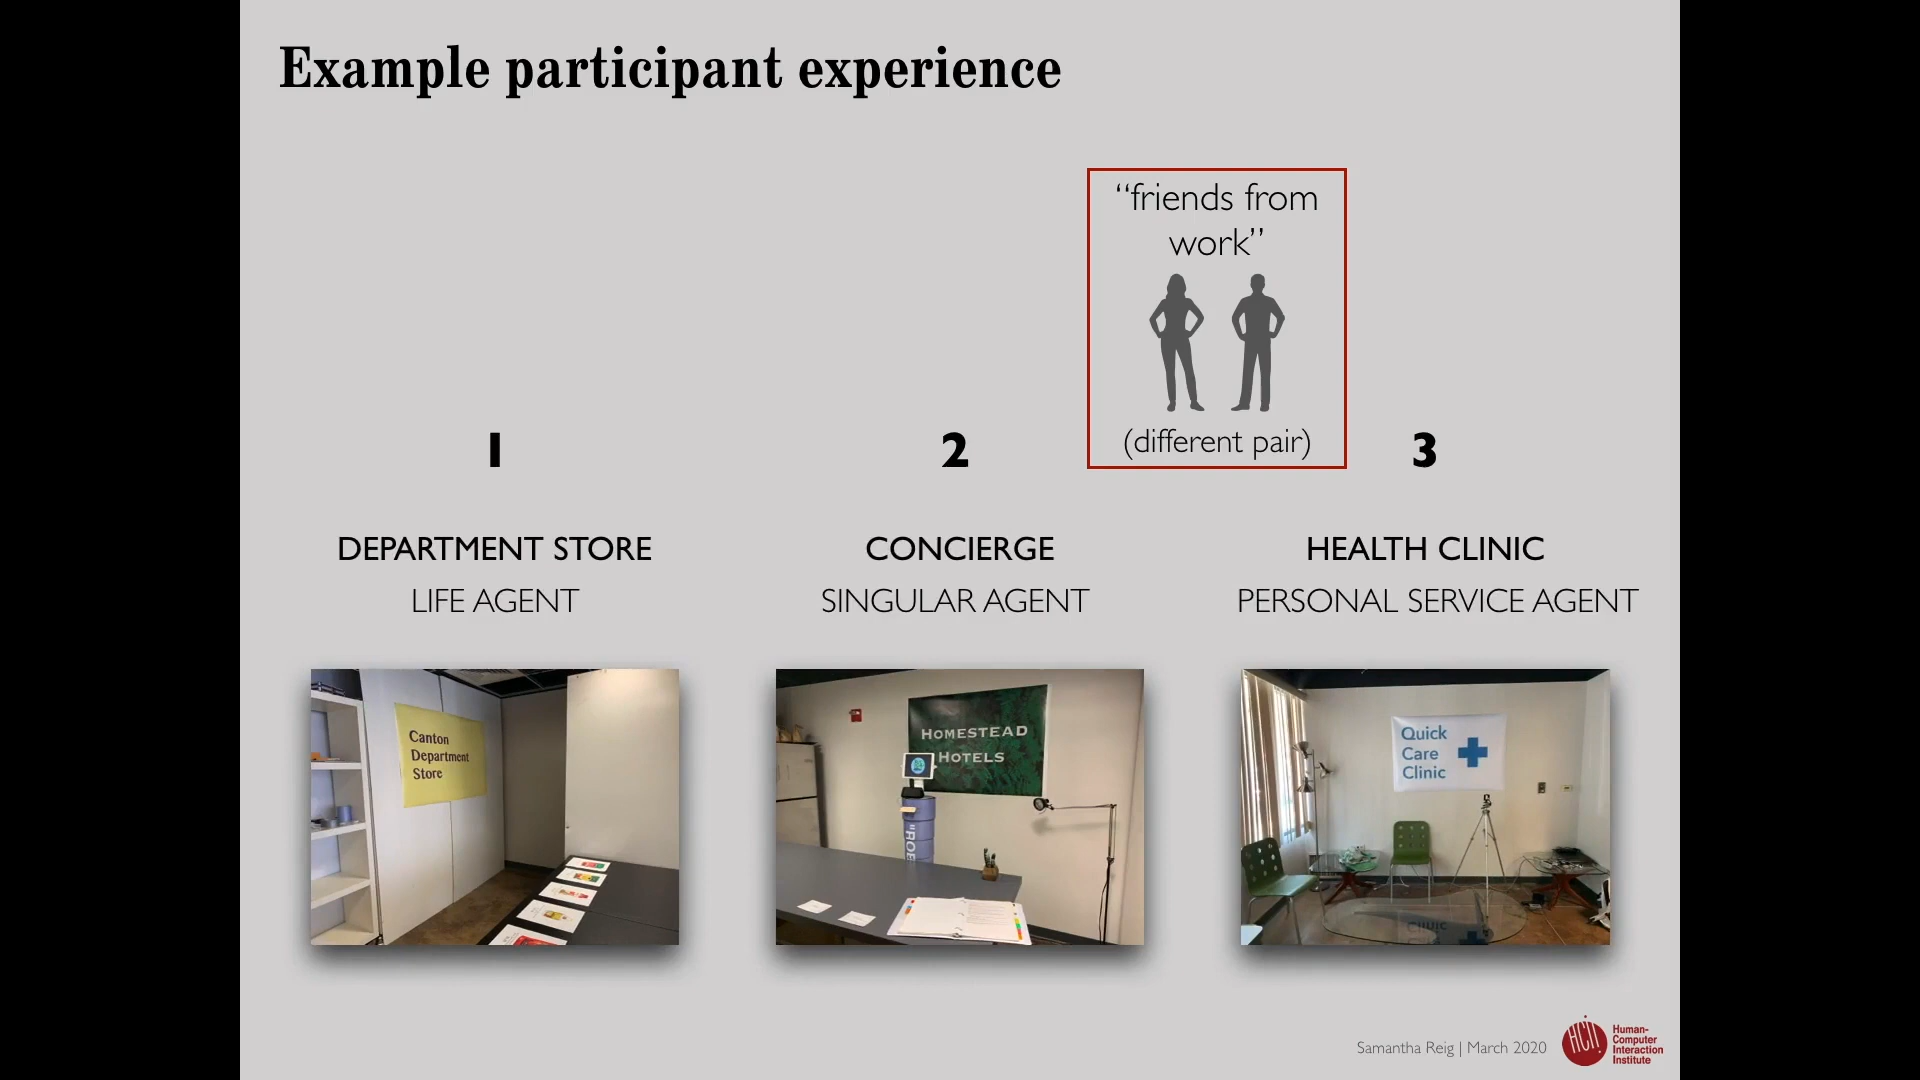 Example participant experience
“friends from
work”
(different pair)
1
2
3
DEPARTMENT STORE
CONCIERGE
HEALTH CLINIC
LIFE AGENT
SINGULAR AGENT
PERSONAL SERVICE AGENT
Canton
Department
Store
HOMESTEAD
HOTELS
Quick
Care
Clinic
Samantha Reig | March 2020
HCII
Human-
Computer
Interaction
Institute